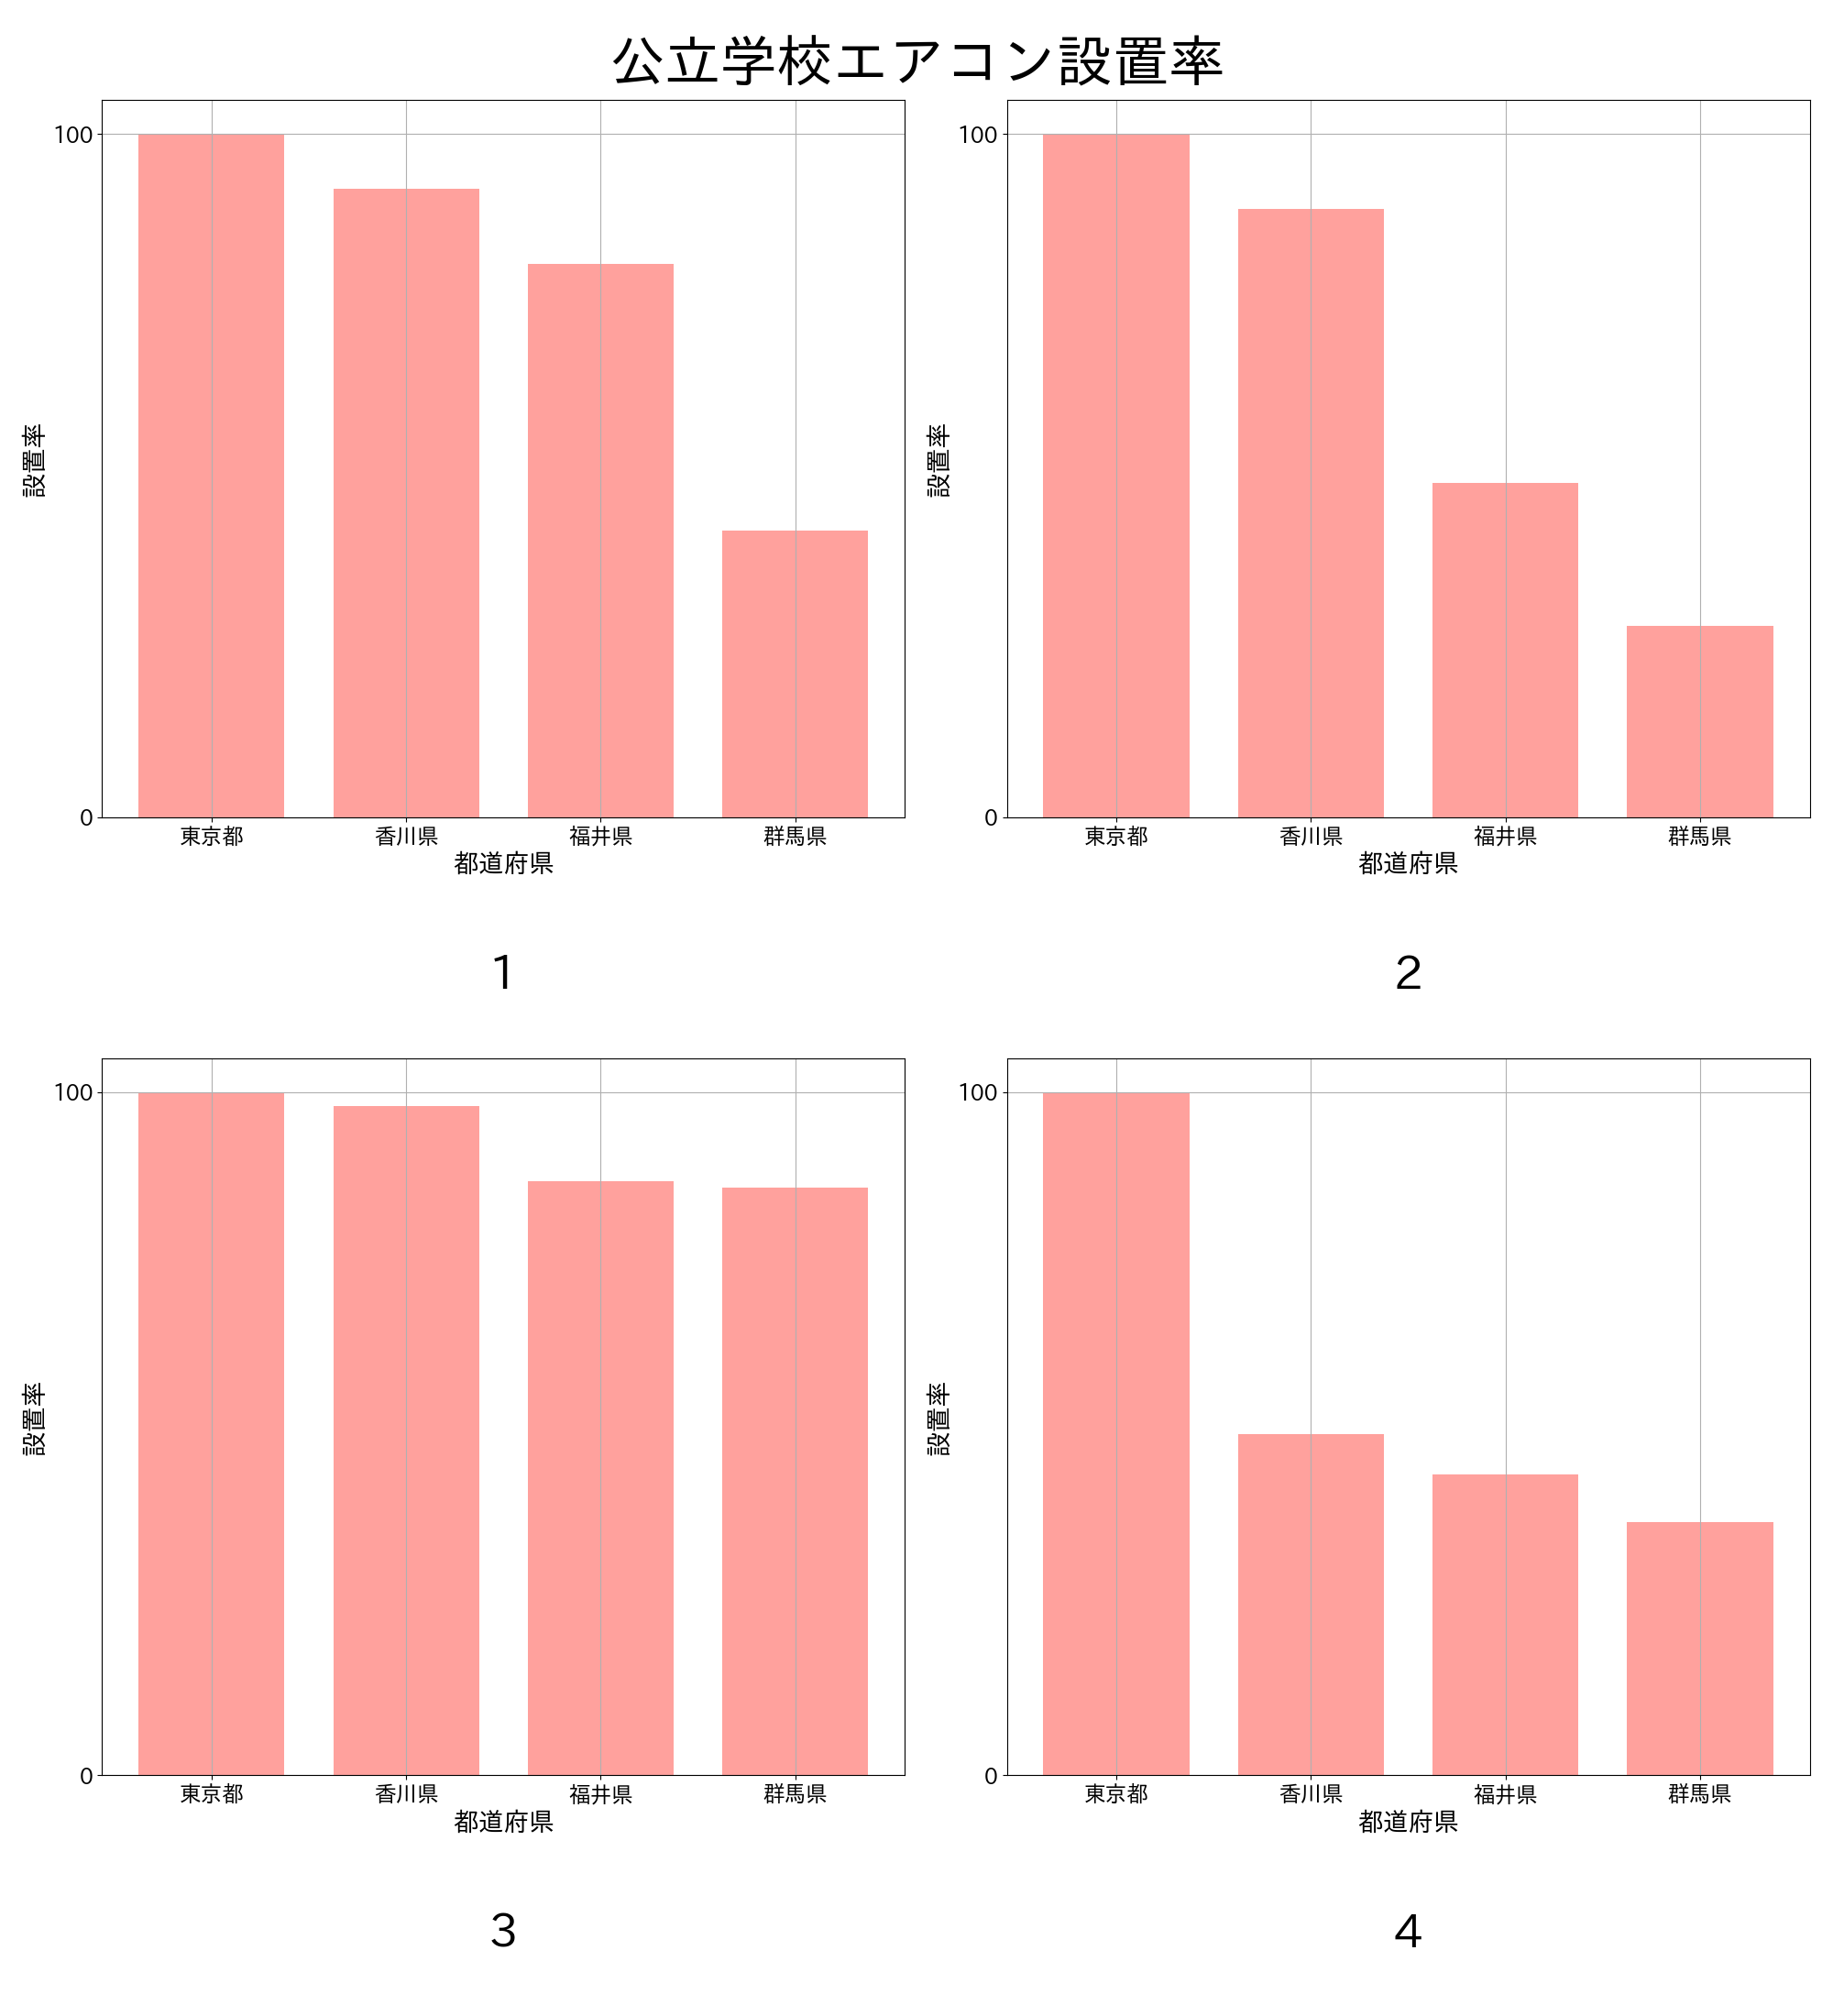 公立学校エアコン設置率
100
0
設置率
東京都 香川県 福井県 群馬県
都道府県
1
100
0
設置率
東京都 香川県 福井県 群馬県
都道府県
2
100
0
設置率
東京都 香川県 福井県 群馬県
都道府県
3
100
0
設置率
東京都 香川県 福井県 群馬県
都道府県
4